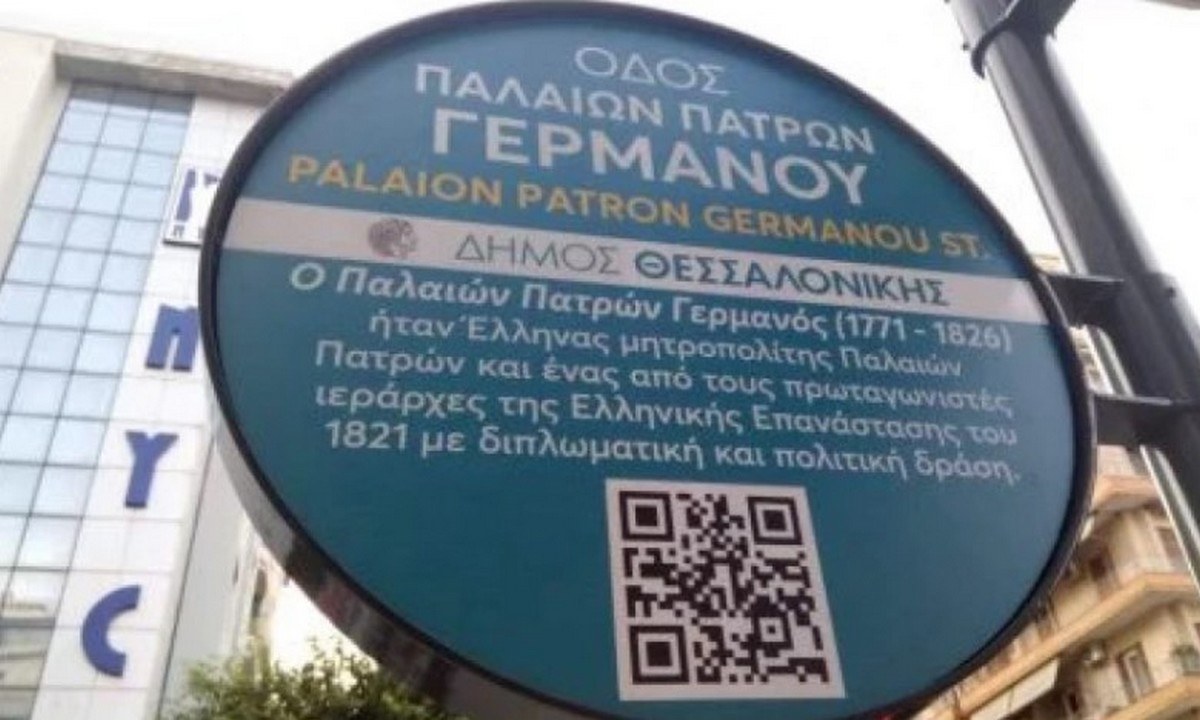 ΟΔΟΣ
ΠΑΛΑΙΩΝ ΠΑΤΡΩΝ
ΓΕΡΜΑΝΟΥ
PALAION PATRON GERMANOU ST.
ΔΗΜΟΣ ΘΕΣΣΑΛΟΝΙΚΗΣ
Ο Παλαιών Πατρών Γερμανός (1771 - 1826)
ήταν Έλληνας μητροπολίτης Παλαιών
Πατρών και ένας από τους πρωταγωνιστές
ιεράρχες της Ελληνικής Επανάστασης του
1821 με διπλωματική και πολιτική δράση.